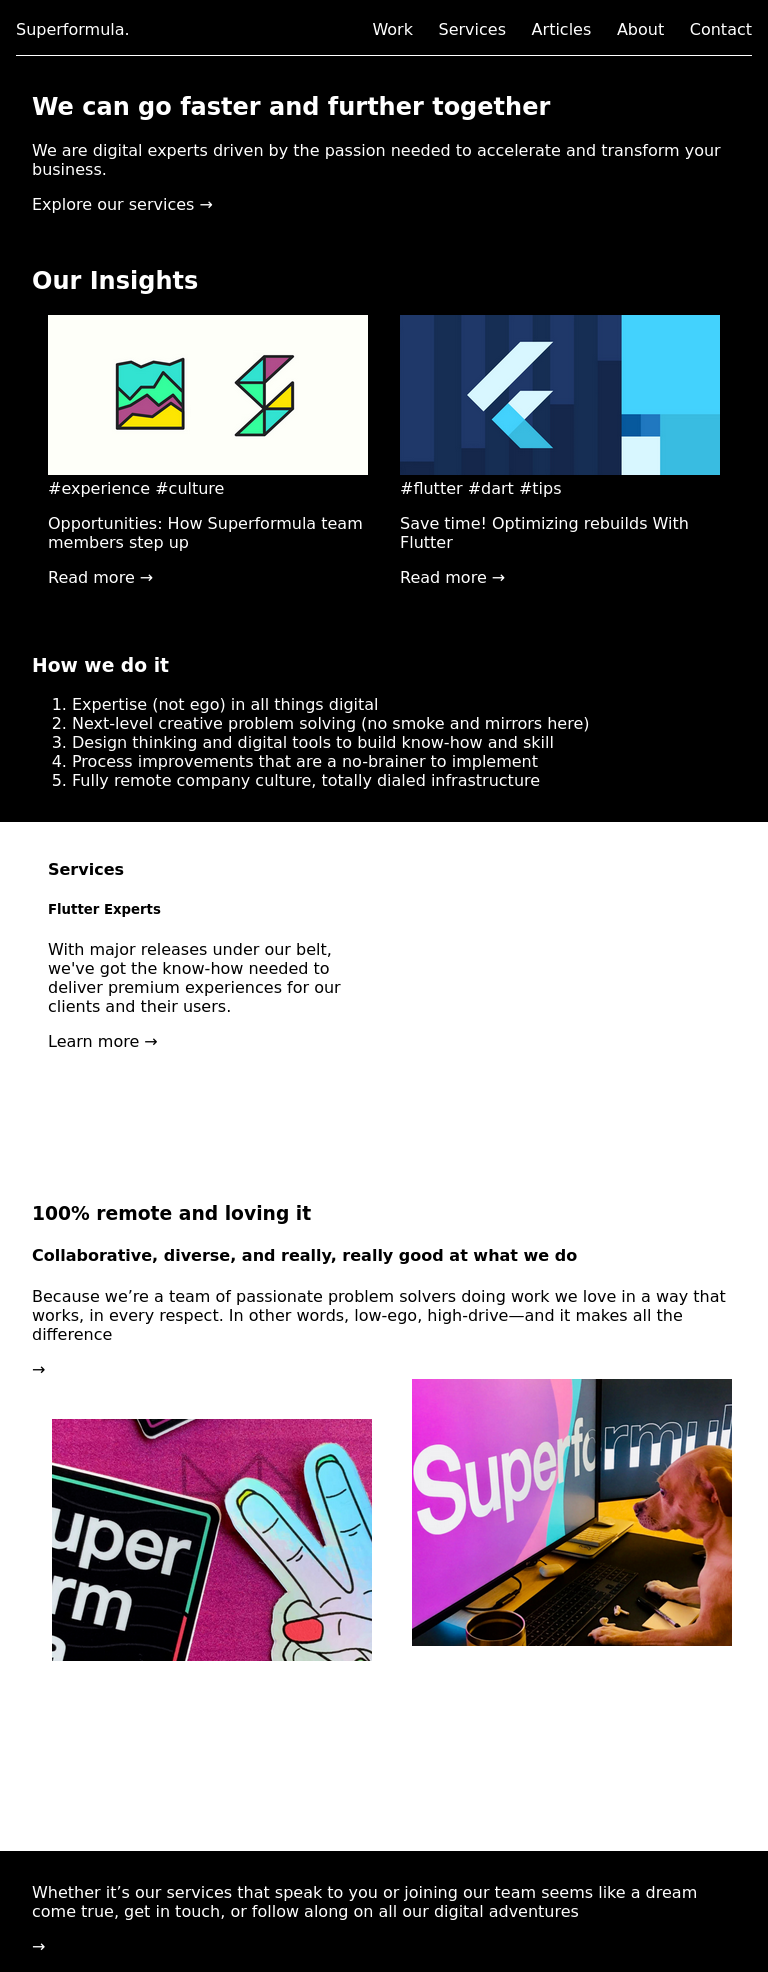 Superformula.
Work Services Articles About Contact
We can go faster and further together
We are digital experts driven by the passion needed to accelerate and transform your
business.
Explore our services →
Our Insights
#experience #culture
Opportunities: How Superformula team
members step up
Read more →
#flutter #dart #tips
Save time! Optimizing rebuilds With
Flutter
Read more →
How we do it
1. Expertise (not ego) in all things digital
2. Next-level creative problem solving (no smoke and mirrors here)
3. Design thinking and digital tools to build know-how and skill
4. Process improvements that are a no-brainer to implement
5. Fully remote company culture, totally dialed infrastructure
Services
Flutter Experts
With major releases under our belt,
we've got the know-how needed to
deliver premium experiences for our
clients and their users.
Learn more →
100% remote and loving it
Collaborative, diverse, and really, really good at what we do
Because we’re a team of passionate problem solvers doing work we love in a way that
works, in every respect. In other words, low-ego, high-drive—and it makes all the
difference
→
uper
rm
a
Superfo
rmul
Whether it’s our services that speak to you or joining our team seems like a dream
come true, get in touch, or follow along on all our digital adventures
→